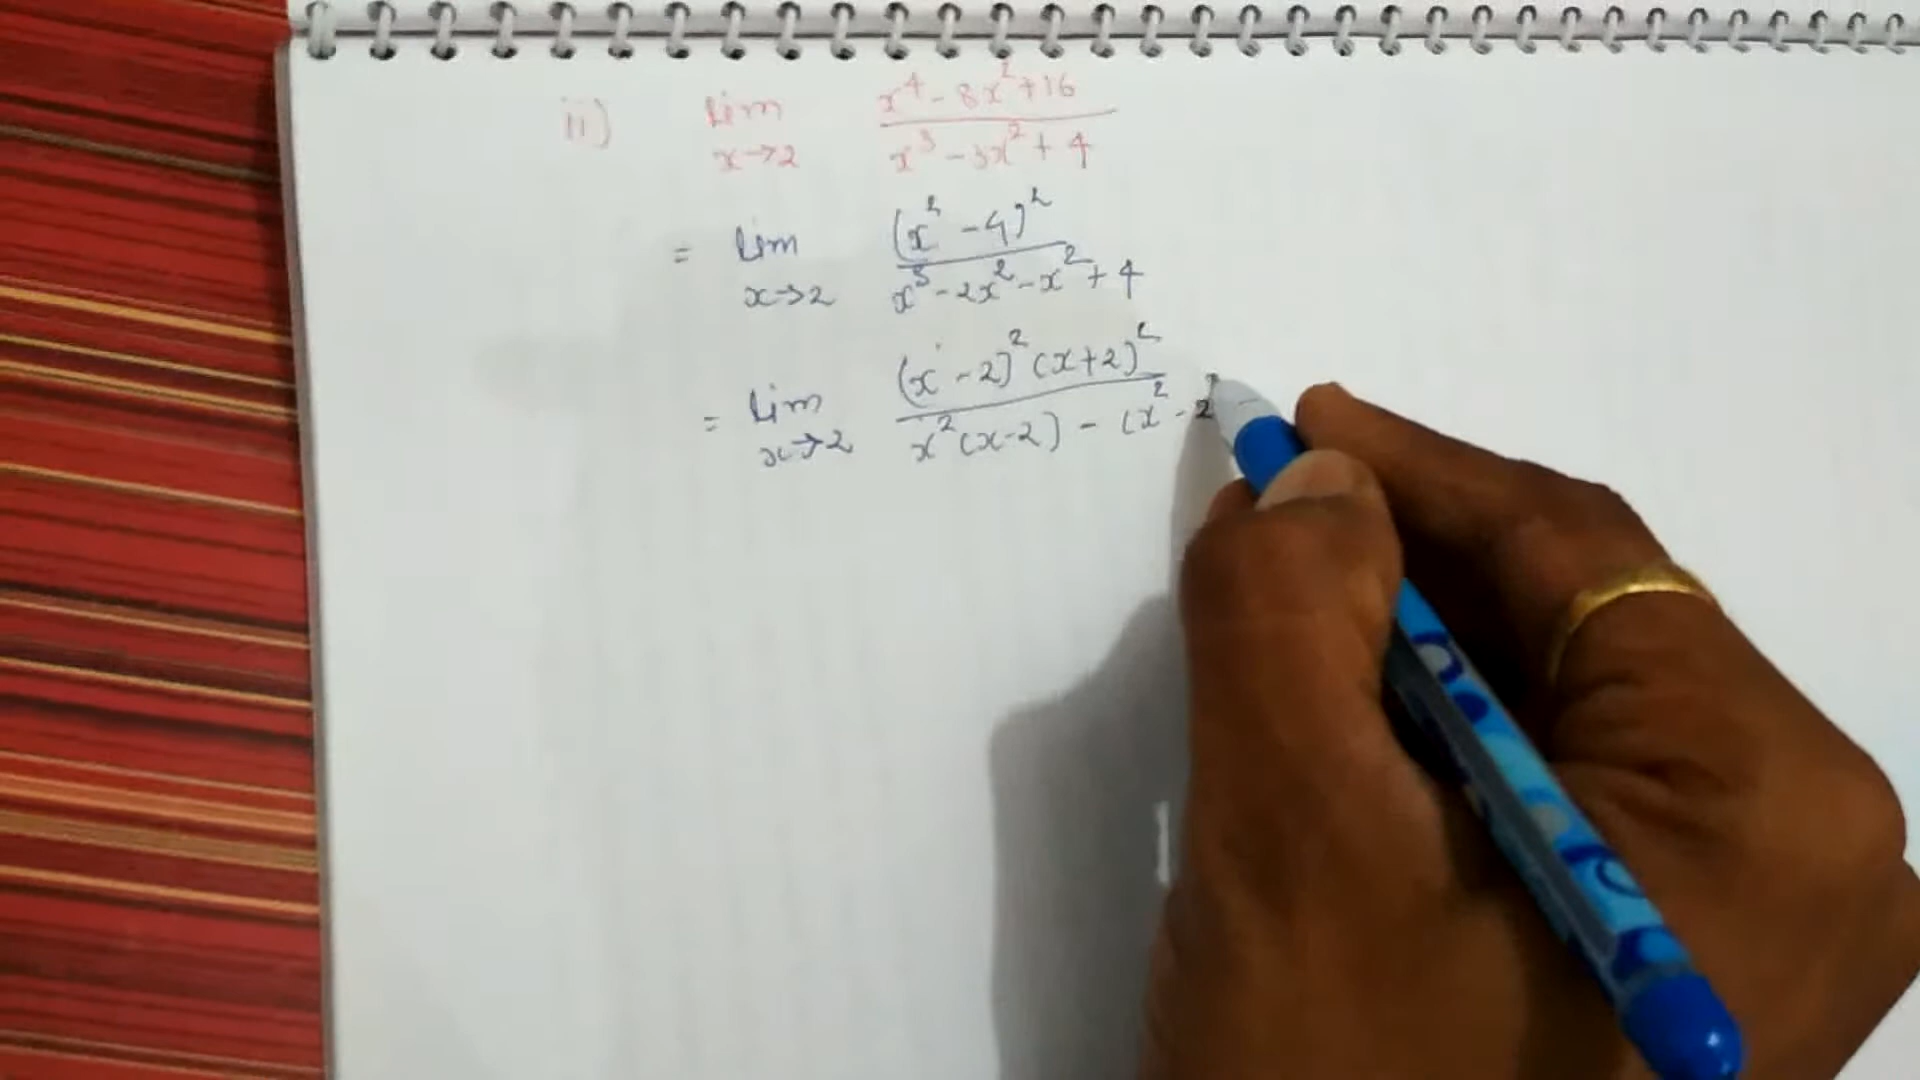 ii) lim x→2 (x⁴ - 8x² + 16) / (x³ - 3x² + 4)
= lim x→2 (x² - 4)² / (x³ - 2x² - x² + 4)
= lim x→2 (x - 2)² (x + 2)² / (x² (x - 2) - (x² - 2²